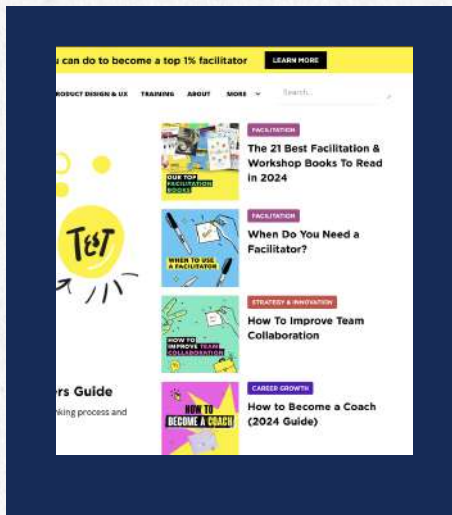 u can do to become a top 1% facilitator LEARN MORE
PRODUCT DESIGN & UX TRAINING ABOUT MORE Search...
TEST
rs Guide
nking process and
OUR TOP
FACILITATION
BOOKS
FACILITATION
The 21 Best Facilitation &
Workshop Books To Read
in 2024
WHEN TO USE
A FACILITATOR
FACILITATION
When Do You Need a
Facilitator?
HOW TO
IMPROVE TEAM
COLLABORATION
STRATEGY & INNOVATION
How To Improve Team
Collaboration
HOW TO
BECOME A COACH
CAREER GROWTH
How to Become a Coach
(2024 Guide)